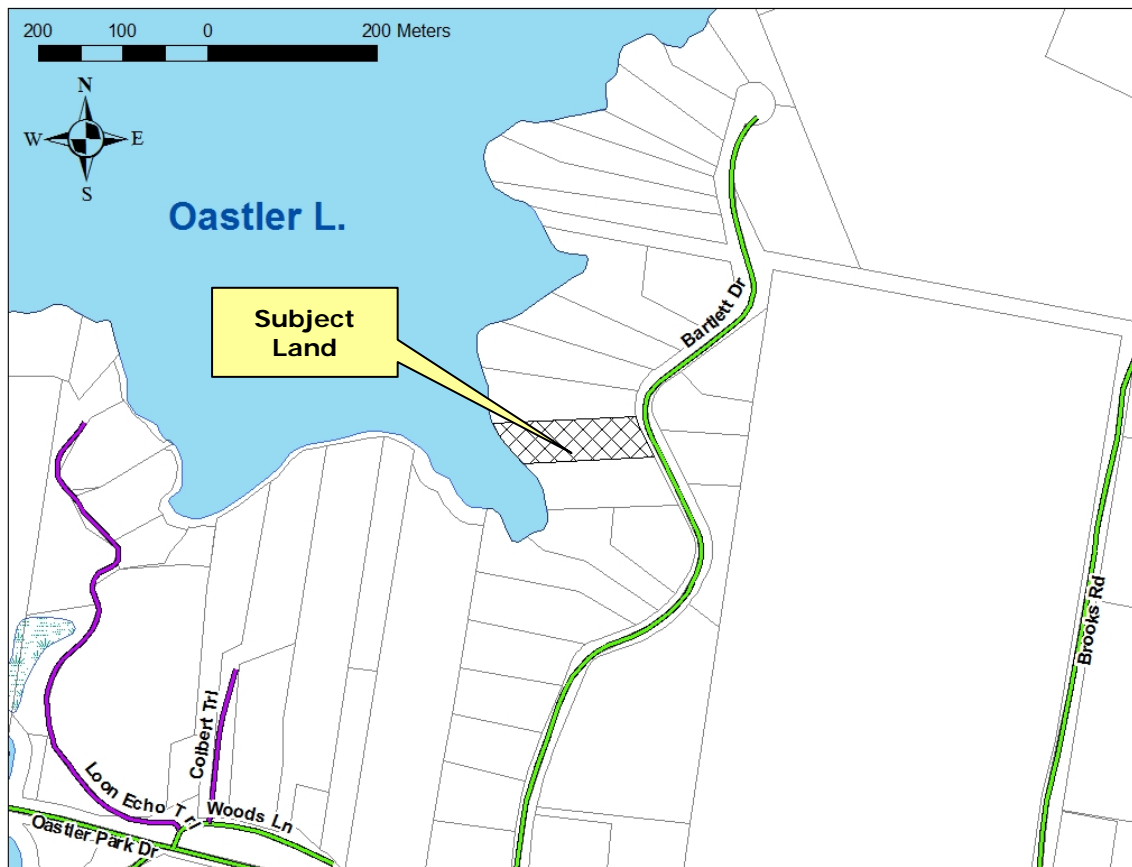 200 100 0 200 Meters
N
W E
S
Oastler L.
Subject
Land
Bartlett Dr
Brooks Rd
Colbert Trl
Loon Echo Trl
Woods Ln
Oastler Park Dr